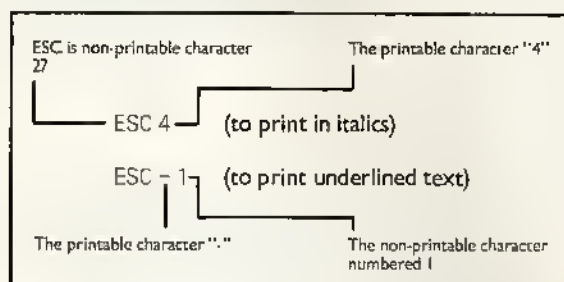 ESC is non-printable character
27
The printable character "4"
ESC 4 (to print in italics)
ESC – 1 (to print underlined text)
The printable character "-"
The non-printable character
numbered 1